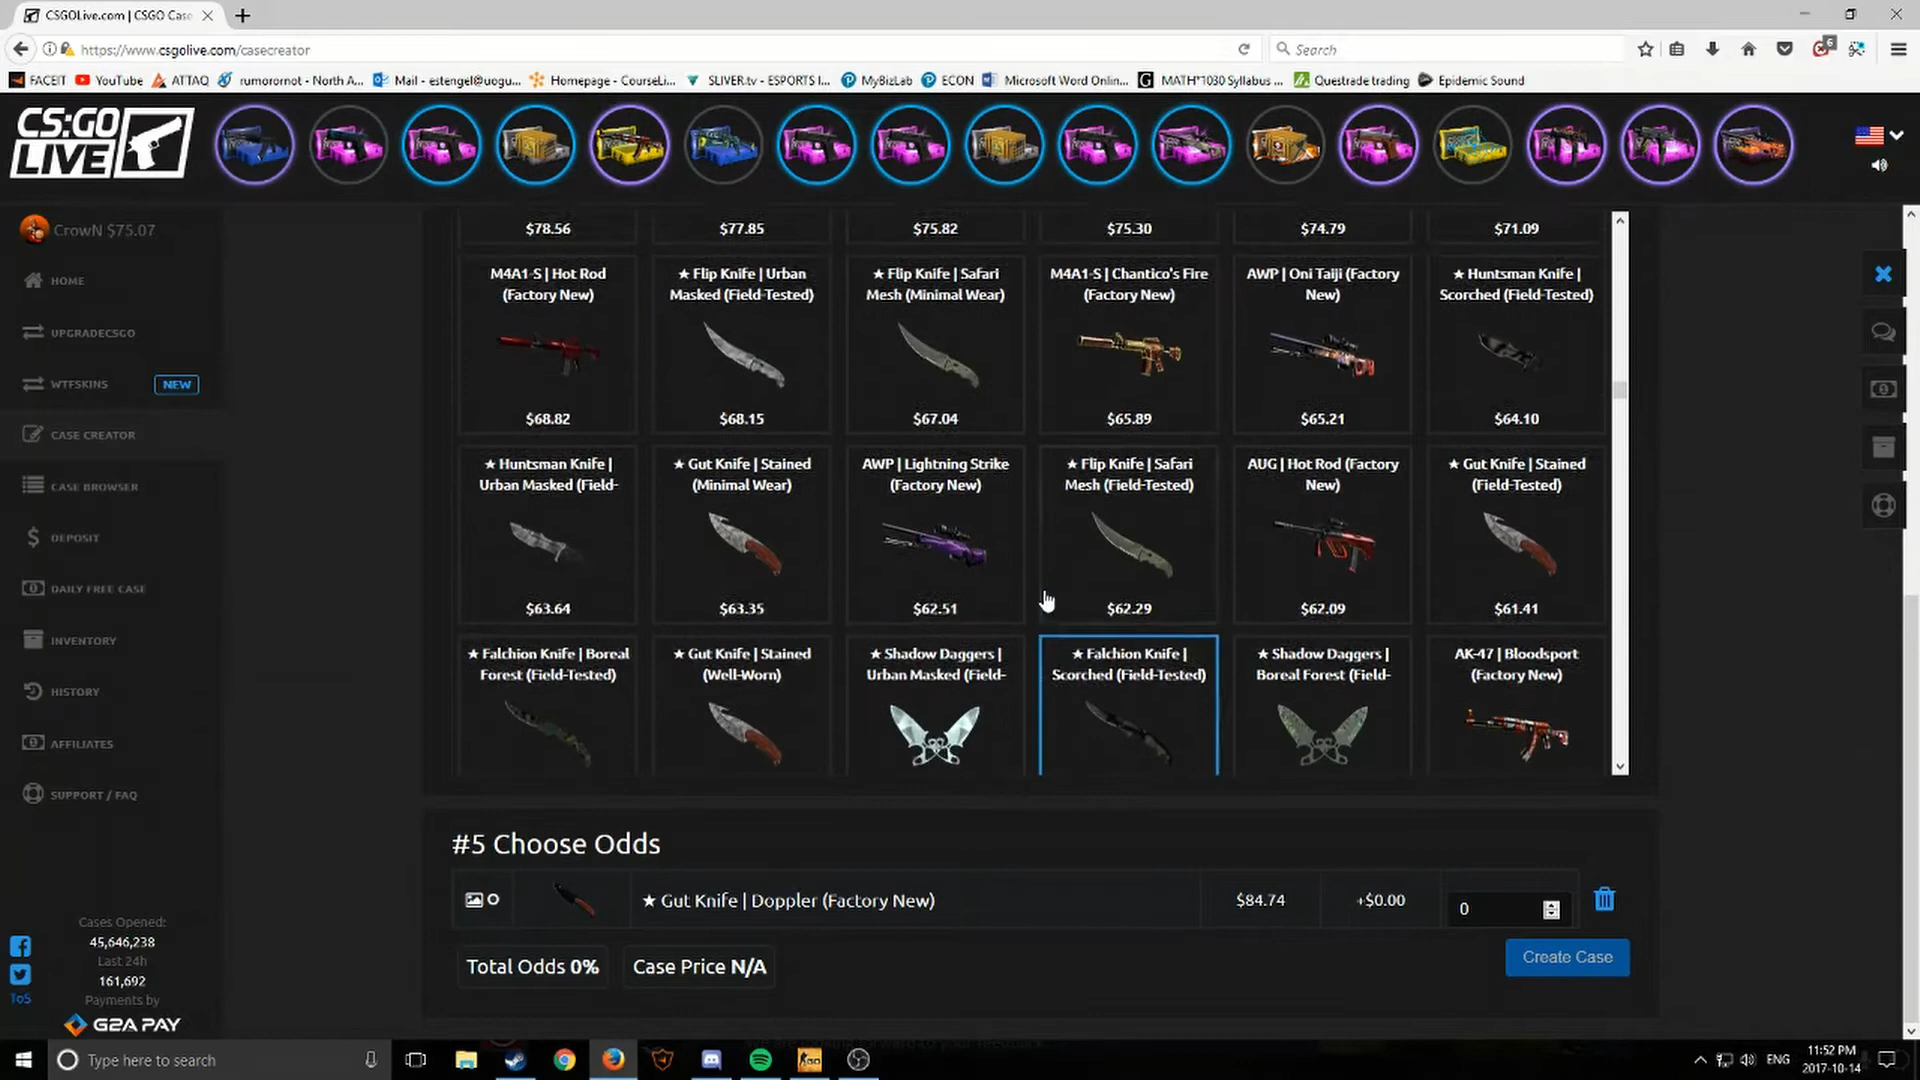 CSGOLive.com | CSGO Case
https://www.csgolive.com/casecreator
Search
6
FACEIT
YouTube
ATTAQ
rumorornot - North A...
Mail - estengel@uogu...
Homepage - CourseLi...
SLIVER.tv - ESPORTS I...
MyBizLab
ECON
Microsoft Word Onlin...
MATH*1030 Syllabus ...
Questrade trading
Epidemic Sound
CS:GO
LIVE
CrowN $75.07
HOME
UPGRADECSGO
WTFSKINS NEW
CASE CREATOR
CASE BROWSER
DEPOSIT
DAILY FREE CASE
INVENTORY
HISTORY
AFFILIATES
SUPPORT / FAQ
Cases Opened:
45,646,238
Last 24h
161,692
Payments by
G2A PAY
ToS
$78.56 $77.85 $75.82 $75.30 $74.79 $71.09
M4A1-S | Hot Rod
(Factory New)
$68.82
★ Flip Knife | Urban
Masked (Field-Tested)
$68.15
★ Flip Knife | Safari
Mesh (Minimal Wear)
$67.04
M4A1-S | Chantico's Fire
(Factory New)
$65.89
AWP | Oni Taiji (Factory
New)
$65.21
★ Huntsman Knife |
Scorched (Field-Tested)
$64.10
★ Huntsman Knife |
Urban Masked (Field-
$63.64
★ Gut Knife | Stained
(Minimal Wear)
$63.35
AWP | Lightning Strike
(Factory New)
$62.51
★ Flip Knife | Safari
Mesh (Field-Tested)
$62.29
AUG | Hot Rod (Factory
New)
$62.09
★ Gut Knife | Stained
(Field-Tested)
$61.41
★ Falchion Knife | Boreal
Forest (Field-Tested)
★ Gut Knife | Stained
(Well-Worn)
★ Shadow Daggers |
Urban Masked (Field-
★ Falchion Knife |
Scorched (Field-Tested)
★ Shadow Daggers |
Boreal Forest (Field-
AK-47 | Bloodsport
(Factory New)
#5 Choose Odds
★ Gut Knife | Doppler (Factory New) $84.74 +$0.00 0
Total Odds 0% Case Price N/A
Create Case
Type here to search
ENG
11:52 PM
2017-10-14